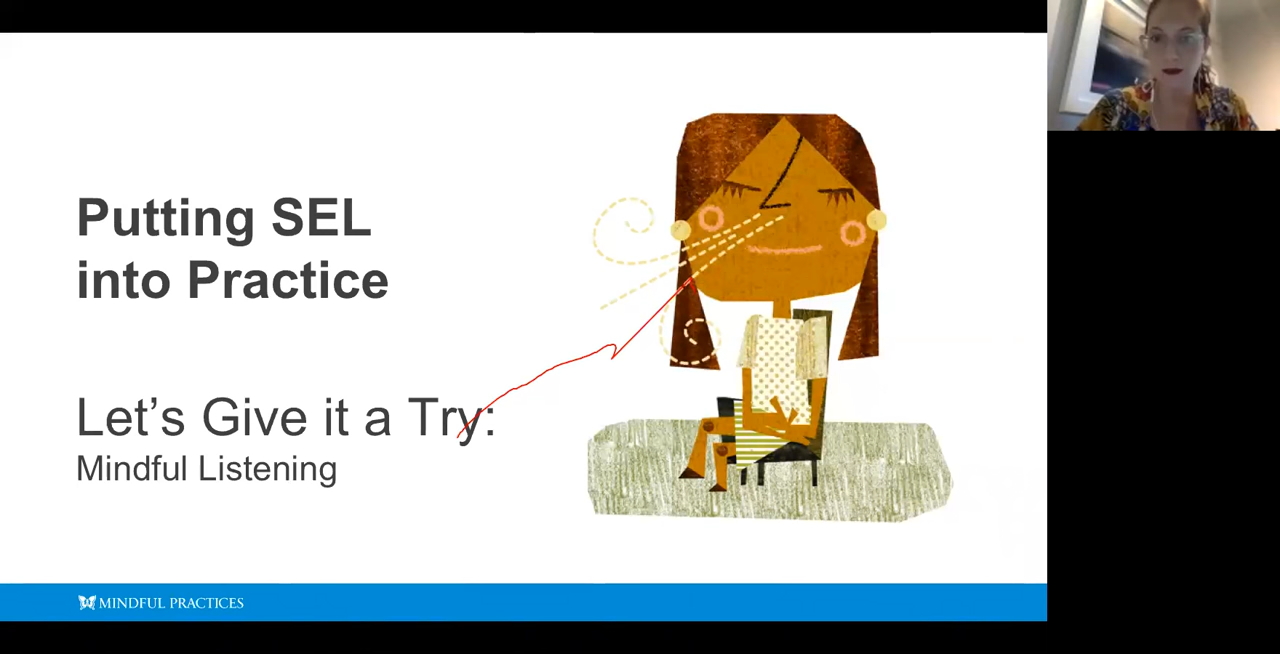 Putting SEL
into Practice
Let’s Give it a Try:
Mindful Listening
MINDFUL PRACTICES